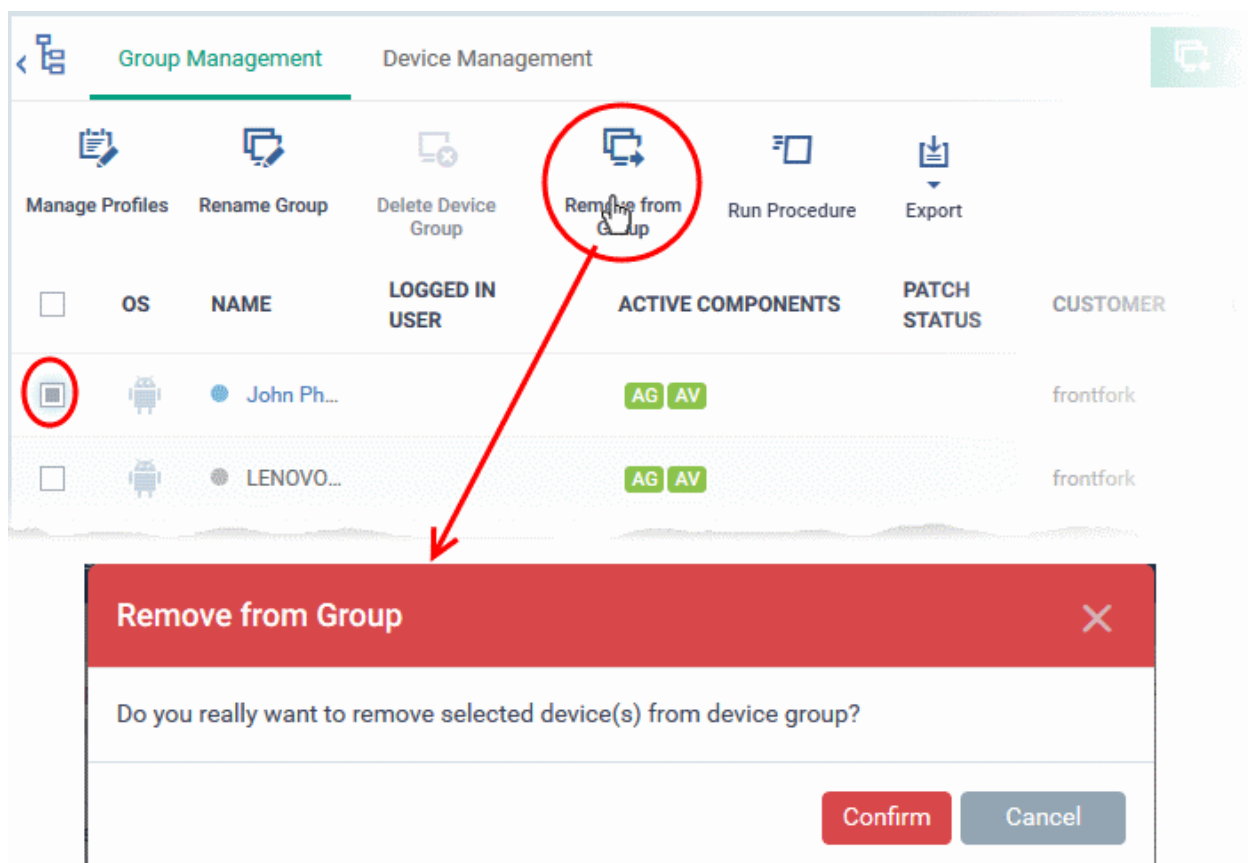 Group Management Device Management
Manage Profiles Rename Group Delete Device Group Remove from Run Procedure Export
OS NAME LOGGED IN USER ACTIVE COMPONENTS PATCH STATUS CUSTOMER
John Ph... AG AV frontfork
LENOVO... AG AV frontfork
Remove from Group
Do you really want to remove selected device(s) from device group?
Confirm Cancel